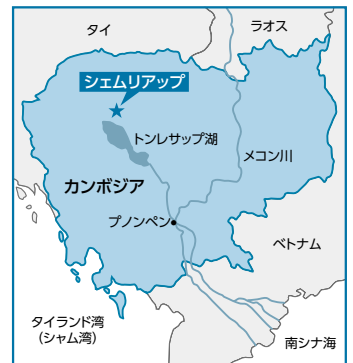 タイ
ラオス
シェムリアップ
トンレサップ湖
メコン川
カンボジア
プノンペン
ベトナム
タイランド湾
（シャム湾）
南シナ海